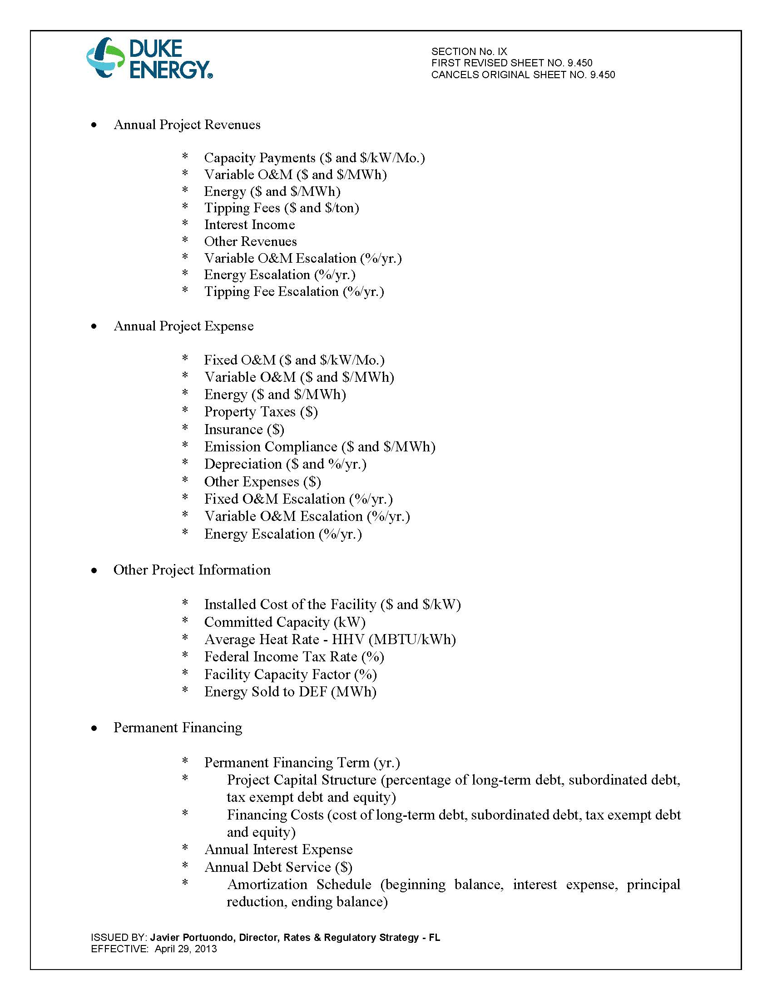 DUKE
ENERGY®
SECTION No. IX
FIRST REVISED SHEET NO. 9.450
CANCELS ORIGINAL SHEET NO. 9.450
• Annual Project Revenues
* Capacity Payments ($ and $/kW/Mo.)
* Variable O&M ($ and $/MWh)
* Energy ($ and $/MWh)
* Tipping Fees ($ and $/ton)
* Interest Income
* Other Revenues
* Variable O&M Escalation (%/yr.)
* Energy Escalation (%/yr.)
* Tipping Fee Escalation (%/yr.)
• Annual Project Expense
* Fixed O&M ($ and $/kW/Mo.)
* Variable O&M ($ and $/MWh)
* Energy ($ and $/MWh)
* Property Taxes ($)
* Insurance ($)
* Emission Compliance ($ and $/MWh)
* Depreciation ($ and %/yr.)
* Other Expenses ($)
* Fixed O&M Escalation (%/yr.)
* Variable O&M Escalation (%/yr.)
* Energy Escalation (%/yr.)
• Other Project Information
* Installed Cost of the Facility ($ and $/kW)
* Committed Capacity (kW)
* Average Heat Rate - HHV (MBTU/kWh)
* Federal Income Tax Rate (%)
* Facility Capacity Factor (%)
* Energy Sold to DEF (MWh)
• Permanent Financing
* Permanent Financing Term (yr.)
* Project Capital Structure (percentage of long-term debt, subordinated debt,
tax exempt debt and equity)
* Financing Costs (cost of long-term debt, subordinated debt, tax exempt debt
and equity)
* Annual Interest Expense
* Annual Debt Service ($)
* Amortization Schedule (beginning balance, interest expense, principal
reduction, ending balance)
ISSUED BY: Javier Portuondo, Director, Rates & Regulatory Strategy - FL
EFFECTIVE: April 29, 2013